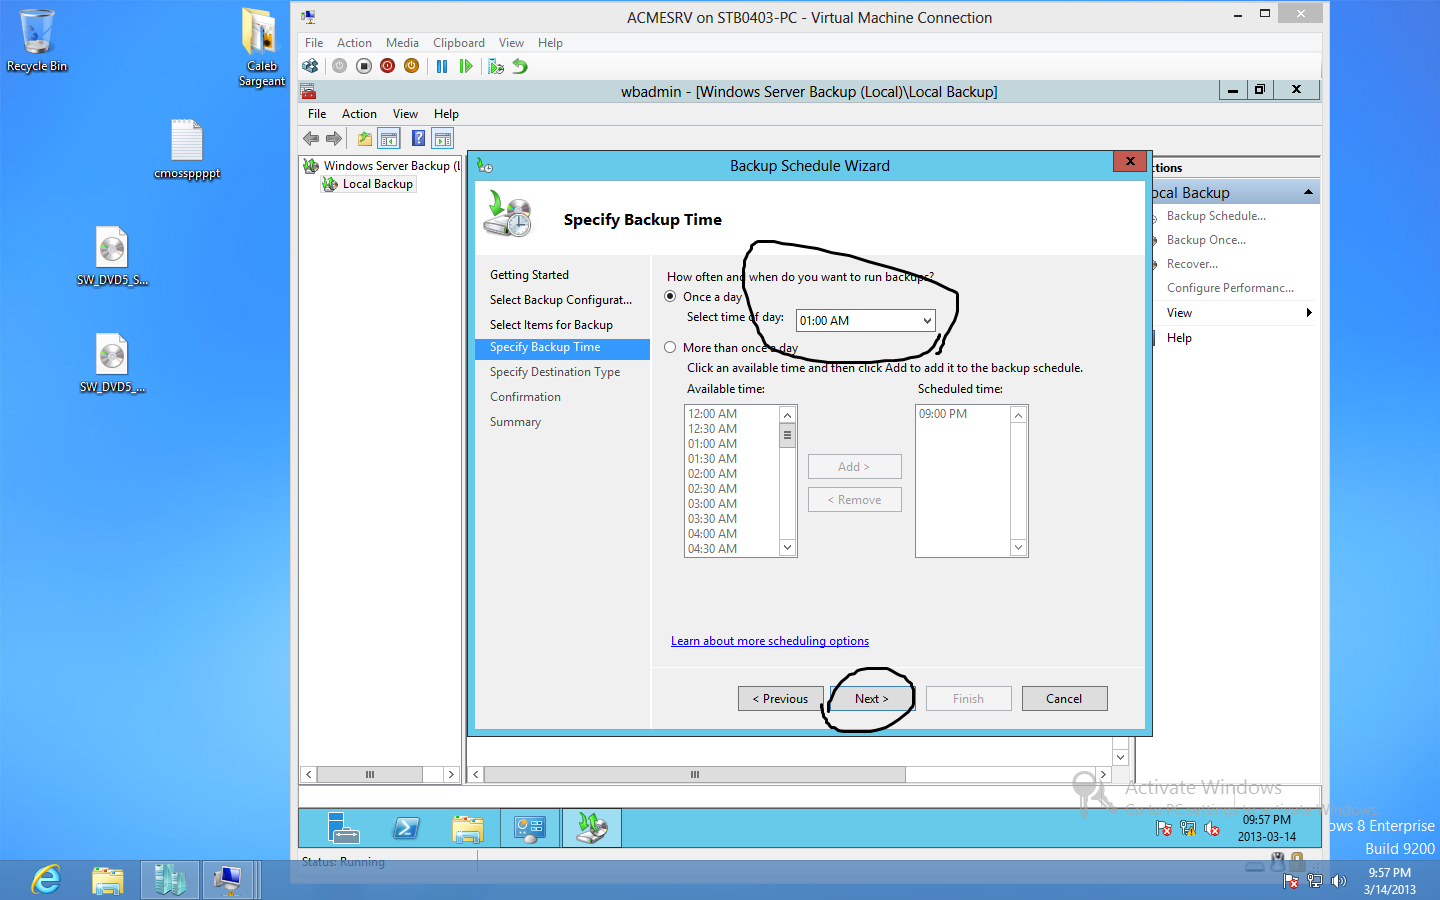 Recycle Bin
Caleb
Sargeant
cmosspppt
SW_DVD5_S...
SW_DVD5_...
ACMESRV on STB0403-PC - Virtual Machine Connection
File Action Media Clipboard View Help
wbadmin - [Windows Server Backup (Local)\Local Backup]
File Action View Help
Windows Server Backup (L
Local Backup
Backup Schedule Wizard
Specify Backup Time
Getting Started
Select Backup Configurat...
Select Items for Backup
Specify Backup Time
Specify Destination Type
Confirmation
Summary
How often and when do you want to run backups?
Once a day
Select time of day: 01:00 AM
More than once a day
Click an available time and then click Add to add it to the backup schedule.
Available time: Scheduled time:
12:00 AM 09:00 PM
12:30 AM
01:00 AM
01:30 AM
02:00 AM
02:30 AM
03:00 AM
03:30 AM
04:00 AM
04:30 AM
Add >
< Remove
Learn about more scheduling options
< Previous Next > Finish Cancel
ctions
ocal Backup
Backup Schedule...
Backup Once...
Recover...
Configure Performanc...
View
Help
Activate Windows
Go to PC settings to activate Windows.
09:57 PM
2013-03-14
ows 8 Enterprise
Build 9200
Status: Running
9:57 PM
3/14/2013